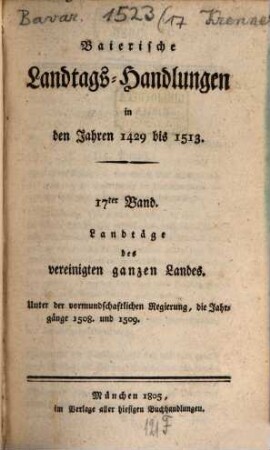 Bavar. 1523 (17 Krenner
Baierische
Landtags-Handlungen
in
den Jahren 1429 bis 1513.
17ter Band.
Landtäge
des
vereinigten ganzen Landes.
Unter der vormundschaftlichen Regierung, die Jahr-
gänge 1508. und 1509.
München 1805,
im Verlage aller hiesigen Buchhandlungen.